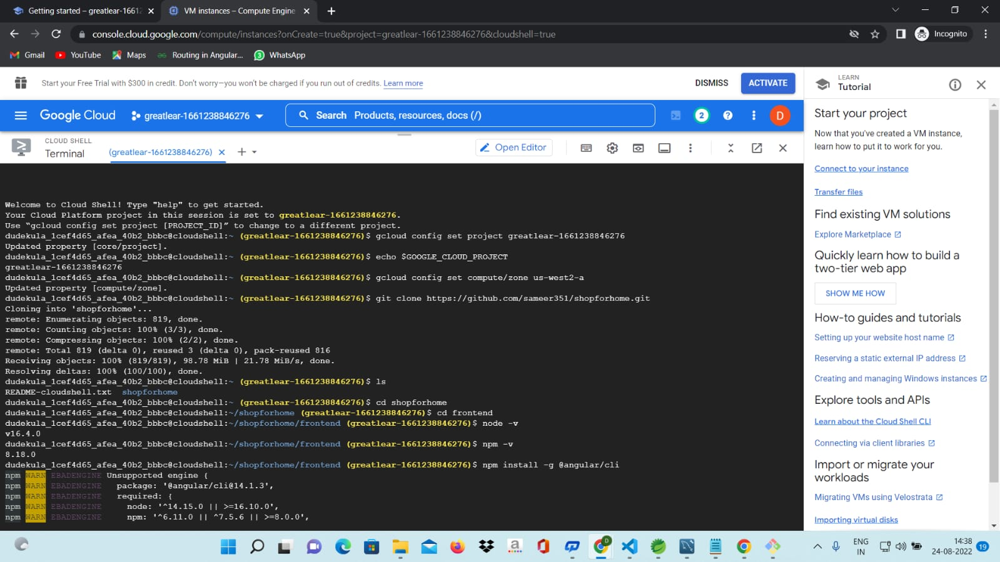 Getting started – greatlear-16612
VM instances – Compute Engine
console.cloud.google.com/compute/instances?onCreate=true&project=greatlear-1661238846276&cloudshell=true
Incognito
Gmail
YouTube
Maps
Routing in Angular...
3
WhatsApp
Start your Free Trial with $300 in credit. Don't worry—you won't be charged if you run out of credits. Learn more
DISMISS
ACTIVATE
Google Cloud
greatlear-1661238846276
Search Products, resources, docs (/)
2
D
CLOUD SHELL
Terminal
(greatlear-1661238846276)
Open Editor
Welcome to Cloud Shell! Type "help" to get started.
Your Cloud Platform project in this session is set to greatlear-1661238846276.
Use “gcloud config set project [PROJECT_ID]” to change to a different project.
dudekula_1cef4d65_afea_40b2_bbbc@cloudshell:~ (greatlear-1661238846276)$ gcloud config set project greatlear-1661238846276
Updated property [core/project].
dudekula_1cef4d65_afea_40b2_bbbc@cloudshell:~ (greatlear-1661238846276)$ echo $GOOGLE_CLOUD_PROJECT
greatlear-1661238846276
dudekula_1cef4d65_afea_40b2_bbbc@cloudshell:~ (greatlear-1661238846276)$ gcloud config set compute/zone us-west2-a
Updated property [compute/zone].
dudekula_1cef4d65_afea_40b2_bbbc@cloudshell:~ (greatlear-1661238846276)$ git clone https://github.com/sameer351/shopforhome.git
Cloning into 'shopforhome'...
remote: Enumerating objects: 819, done.
remote: Counting objects: 100% (3/3), done.
remote: Compressing objects: 100% (2/2), done.
remote: Total 819 (delta 0), reused 3 (delta 0), pack-reused 816
Receiving objects: 100% (819/819), 98.78 MiB | 21.78 MiB/s, done.
Resolving deltas: 100% (100/100), done.
dudekula_1cef4d65_afea_40b2_bbbc@cloudshell:~ (greatlear-1661238846276)$ ls
README-cloudshell.txt shopforhome
dudekula_1cef4d65_afea_40b2_bbbc@cloudshell:~ (greatlear-1661238846276)$ cd shopforhome
dudekula_1cef4d65_afea_40b2_bbbc@cloudshell:~/shopforhome (greatlear-1661238846276)$ cd frontend
dudekula_1cef4d65_afea_40b2_bbbc@cloudshell:~/shopforhome/frontend (greatlear-1661238846276)$ node -v
v16.4.0
dudekula_1cef4d65_afea_40b2_bbbc@cloudshell:~/shopforhome/frontend (greatlear-1661238846276)$ npm -v
8.18.0
dudekula_1cef4d65_afea_40b2_bbbc@cloudshell:~/shopforhome/frontend (greatlear-1661238846276)$ npm install -g @angular/cli
npm WARN EBADENGINE Unsupported engine {
npm WARN EBADENGINE package: '@angular/cli@14.1.3',
npm WARN EBADENGINE required: {
npm WARN EBADENGINE node: '^14.15.0 || >=16.10.0',
npm WARN EBADENGINE npm: '^6.11.0 || ^7.5.6 || >=8.0.0',
LEARN
Tutorial
Start your project
Now that you've created a VM instance,
learn how to put it to work for you.
Connect to your instance
Transfer files
Find existing VM solutions
Explore Marketplace
Quickly learn how to build a
two-tier web app
SHOW ME HOW
How-to guides and tutorials
Setting up your website host name
Reserving a static external IP address
Creating and managing Windows instances
Explore tools and APIs
Learn about the Cloud Shell CLI
Connecting via client libraries
Import or migrate your
workloads
Migrating VMs using Velostrata
Importing virtual disks
ENG
IN
14:38
24-08-2022
19